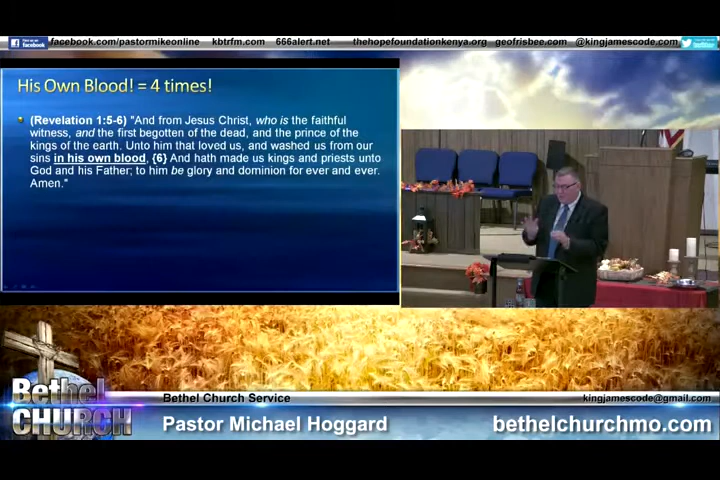 Find us on facebook facebook.com/pastormikeonline kbtrfm.com 666alert.net thehopefoundationkenya.org geofrisbee.com @kingjamescode.com
twitter
His Own Blood! = 4 times!
(Revelation 1:5-6) "And from Jesus Christ, who is the faithful
witness, and the first begotten of the dead, and the prince of the
kings of the earth. Unto him that loved us, and washed us from our
sins in his own blood, {6} And hath made us kings and priests unto
God and his Father; to him be glory and dominion for ever and ever.
Amen."
Bethel
CHURCH
Bethel Church Service
kingjamescode@gmail.com
Pastor Michael Hoggard
bethelchurchmo.com